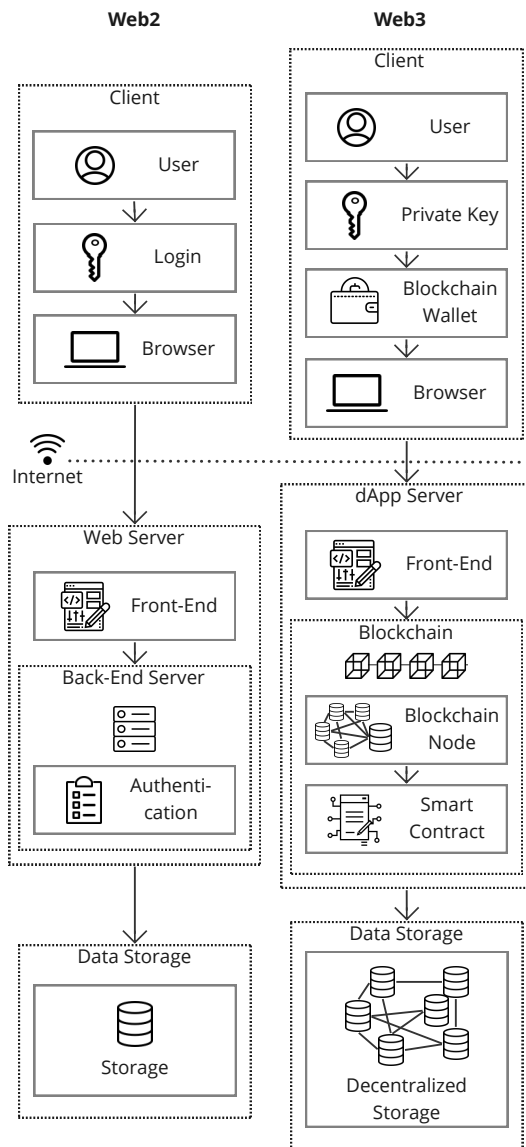 Web2
Client
User
Login
Browser
Internet
Web Server
Front-End
Back-End Server
Authenti-
cation
Data Storage
Storage
Web3
Client
User
Private Key
Blockchain
Wallet
Browser
dApp Server
Front-End
Blockchain
Blockchain
Node
Smart
Contract
Data Storage
Decentralized
Storage